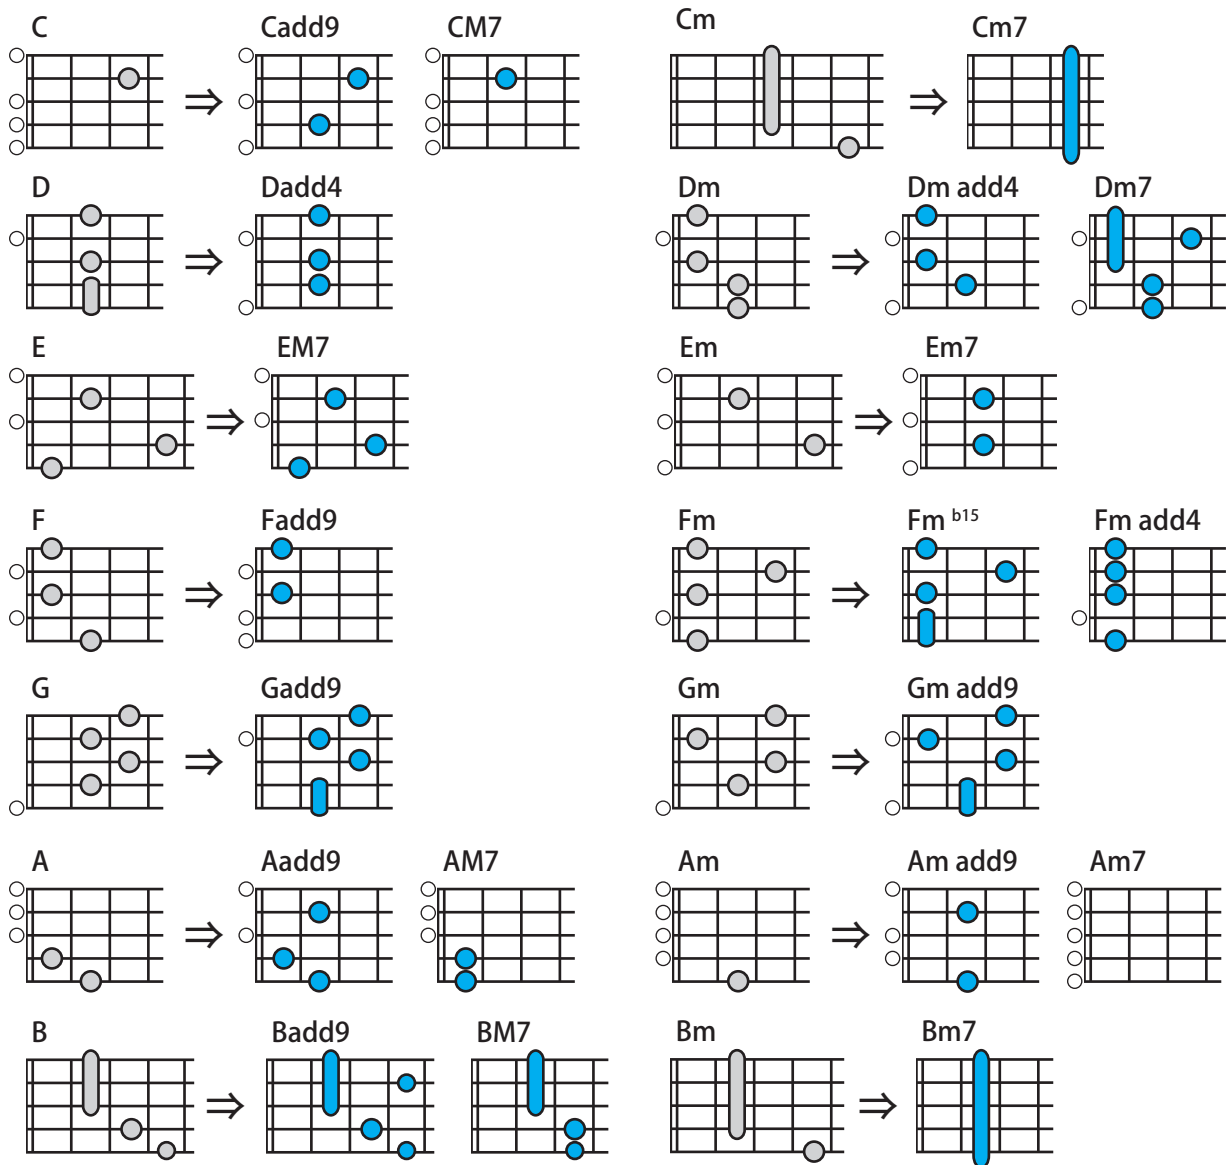 C Cadd9 CM7 Cm Cm7
D Dadd4 Dm Dm add4 Dm7
E EM7 Em Em7
F Fadd9 Fm Fm b15 Fm add4
G Gadd9 Gm Gm add9
A Aadd9 AM7 Am Am add9 Am7
B Badd9 BM7 Bm Bm7